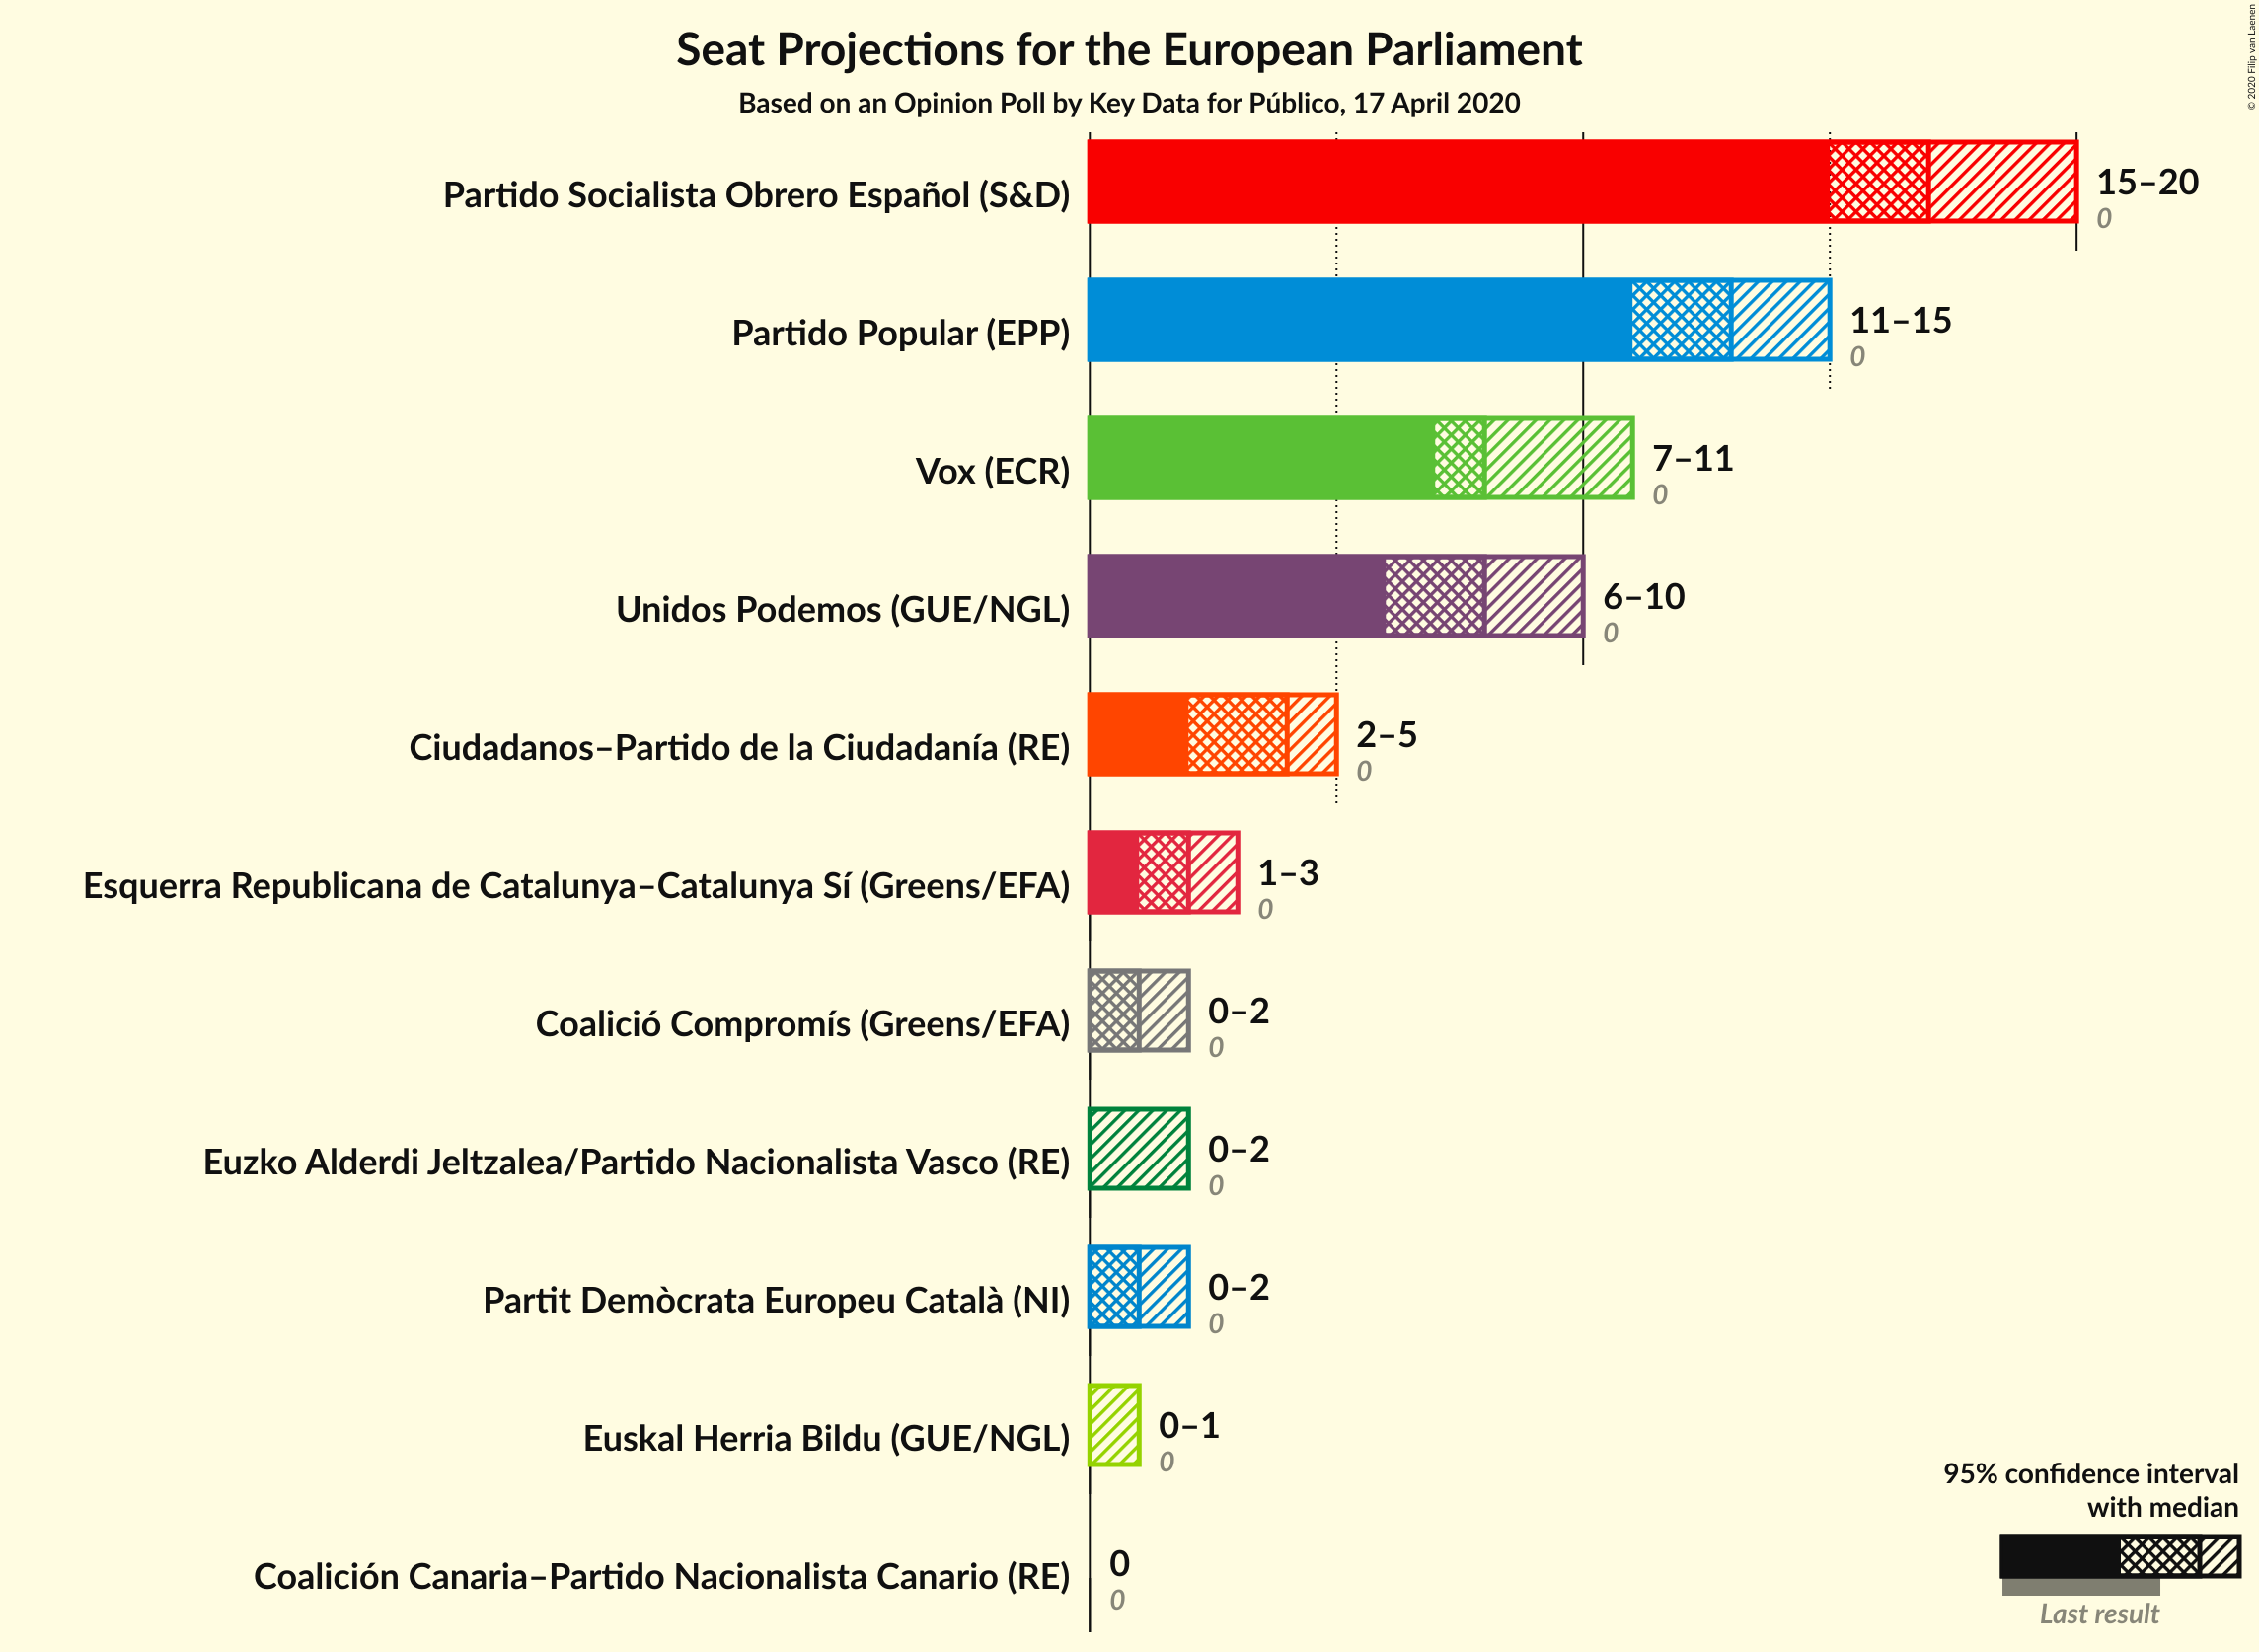 Seat Projections for the European Parliament
Based on an Opinion Poll by Key Data for Público, 17 April 2020
© 2020 Filip van Laenen
Partido Socialista Obrero Español (S&D)
15–20
0
Partido Popular (EPP)
11–15
0
Vox (ECR)
7–11
0
Unidos Podemos (GUE/NGL)
6–10
0
Ciudadanos–Partido de la Ciudadanía (RE)
2–5
0
Esquerra Republicana de Catalunya–Catalunya Sí (Greens/EFA)
1–3
0
Coalició Compromís (Greens/EFA)
0–2
0
Euzko Alderdi Jeltzalea/Partido Nacionalista Vasco (RE)
0–2
0
Partit Demòcrata Europeu Català (NI)
0–2
0
Euskal Herria Bildu (GUE/NGL)
0–1
0
Coalición Canaria–Partido Nacionalista Canario (RE)
0
0
95% confidence interval
with median
Last result